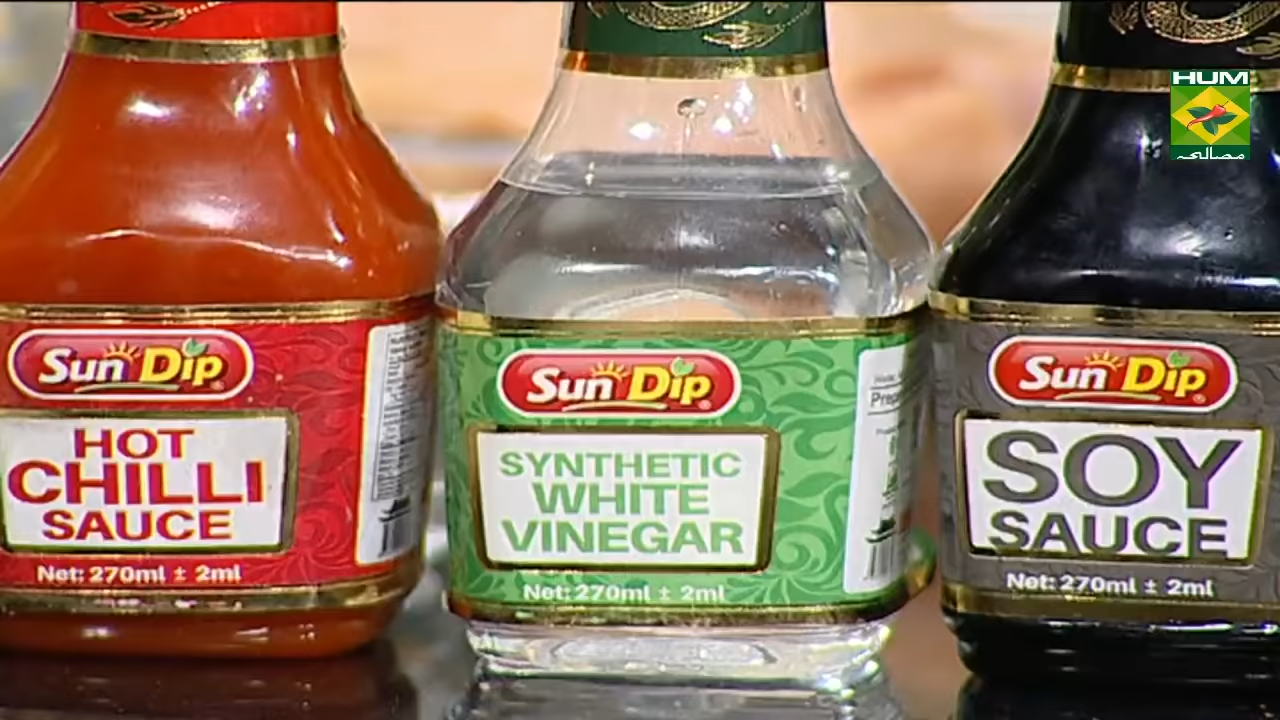 HUM
مصالحہ
Sun Dip
HOT
CHILLI
SAUCE
Net: 270ml ± 2ml
Sun Dip
SYNTHETIC
WHITE
VINEGAR
Net: 270ml ± 2ml
Sun Dip
SOY
SAUCE
Net: 270ml ± 2ml